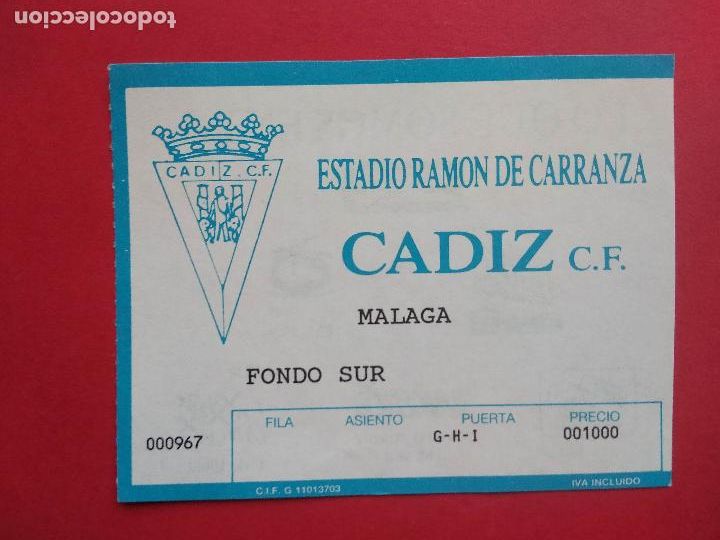 todocoleccion
CADIZ. C.F.
ESTADIO RAMON DE CARRANZA
CADIZ C.F.
MALAGA
FONDO SUR
FILA ASIENTO PUERTA PRECIO
000967 G-H-I 001000
C.I.F. G 11013703 IVA INCLUIDO